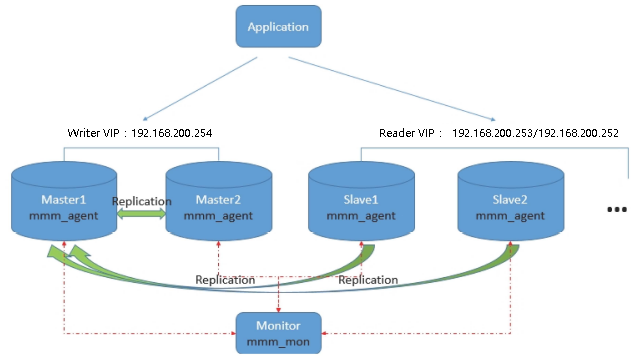 Application
Writer VIP：192.168.200.254
Reader VIP： 192.168.200.253/192.168.200.252
Master1
mmm_agent
Replication
Master2
mmm_agent
Slave1
mmm_agent
Slave2
mmm_agent
...
Replication
Replication
Monitor
mmm_mon